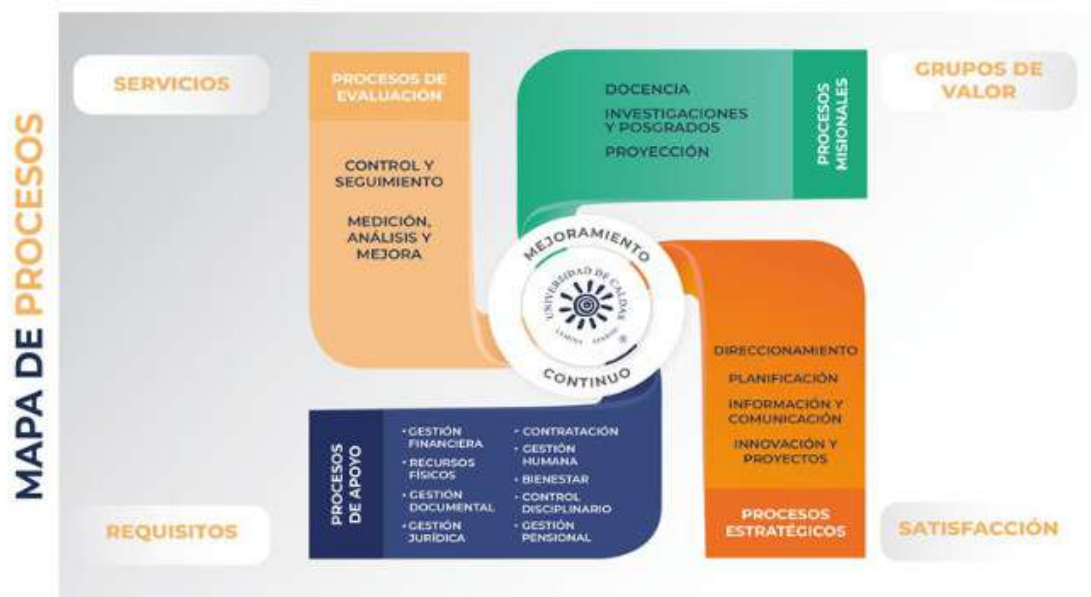 MAPA DE PROCESOS
SERVICIOS
PROCESOS DE
EVALUACIÓN
CONTROL Y
SEGUIMIENTO
MEDICIÓN,
ANÁLISIS Y
MEJORA
DOCENCIA
INVESTIGACIONES
Y POSGRADOS
PROYECCIÓN
PROCESOS
MISIONALES
GRUPOS DE
VALOR
MEJORAMIENTO
UNIVERSIDAD DE CALDAS
CONTINUO
DIRECCIONAMIENTO
PLANIFICACIÓN
INFORMACIÓN Y
COMUNICACIÓN
INNOVACIÓN Y
PROYECTOS
PROCESOS
ESTRATÉGICOS
PROCESOS
DE APOYO
• GESTIÓN
FINANCIERA
• RECURSOS
FÍSICOS
• GESTIÓN
DOCUMENTAL
• GESTIÓN
JURÍDICA
• CONTRATACIÓN
• GESTIÓN
HUMANA
• BIENESTAR
• CONTROL
DISCIPLINARIO
• GESTIÓN
PENSIONAL
REQUISITOS
SATISFACCIÓN